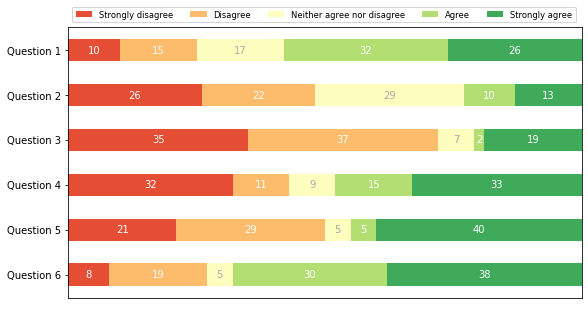 Strongly disagree Disagree Neither agree nor disagree Agree Strongly agree
Question 1 10 15 17 32 26
Question 2 26 22 29 10 13
Question 3 35 37 7 2 19
Question 4 32 11 9 15 33
Question 5 21 29 5 5 40
Question 6 8 19 5 30 38